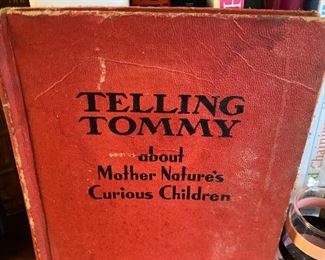 TELLING
TOMMY
about
Mother Nature's
Curious Children